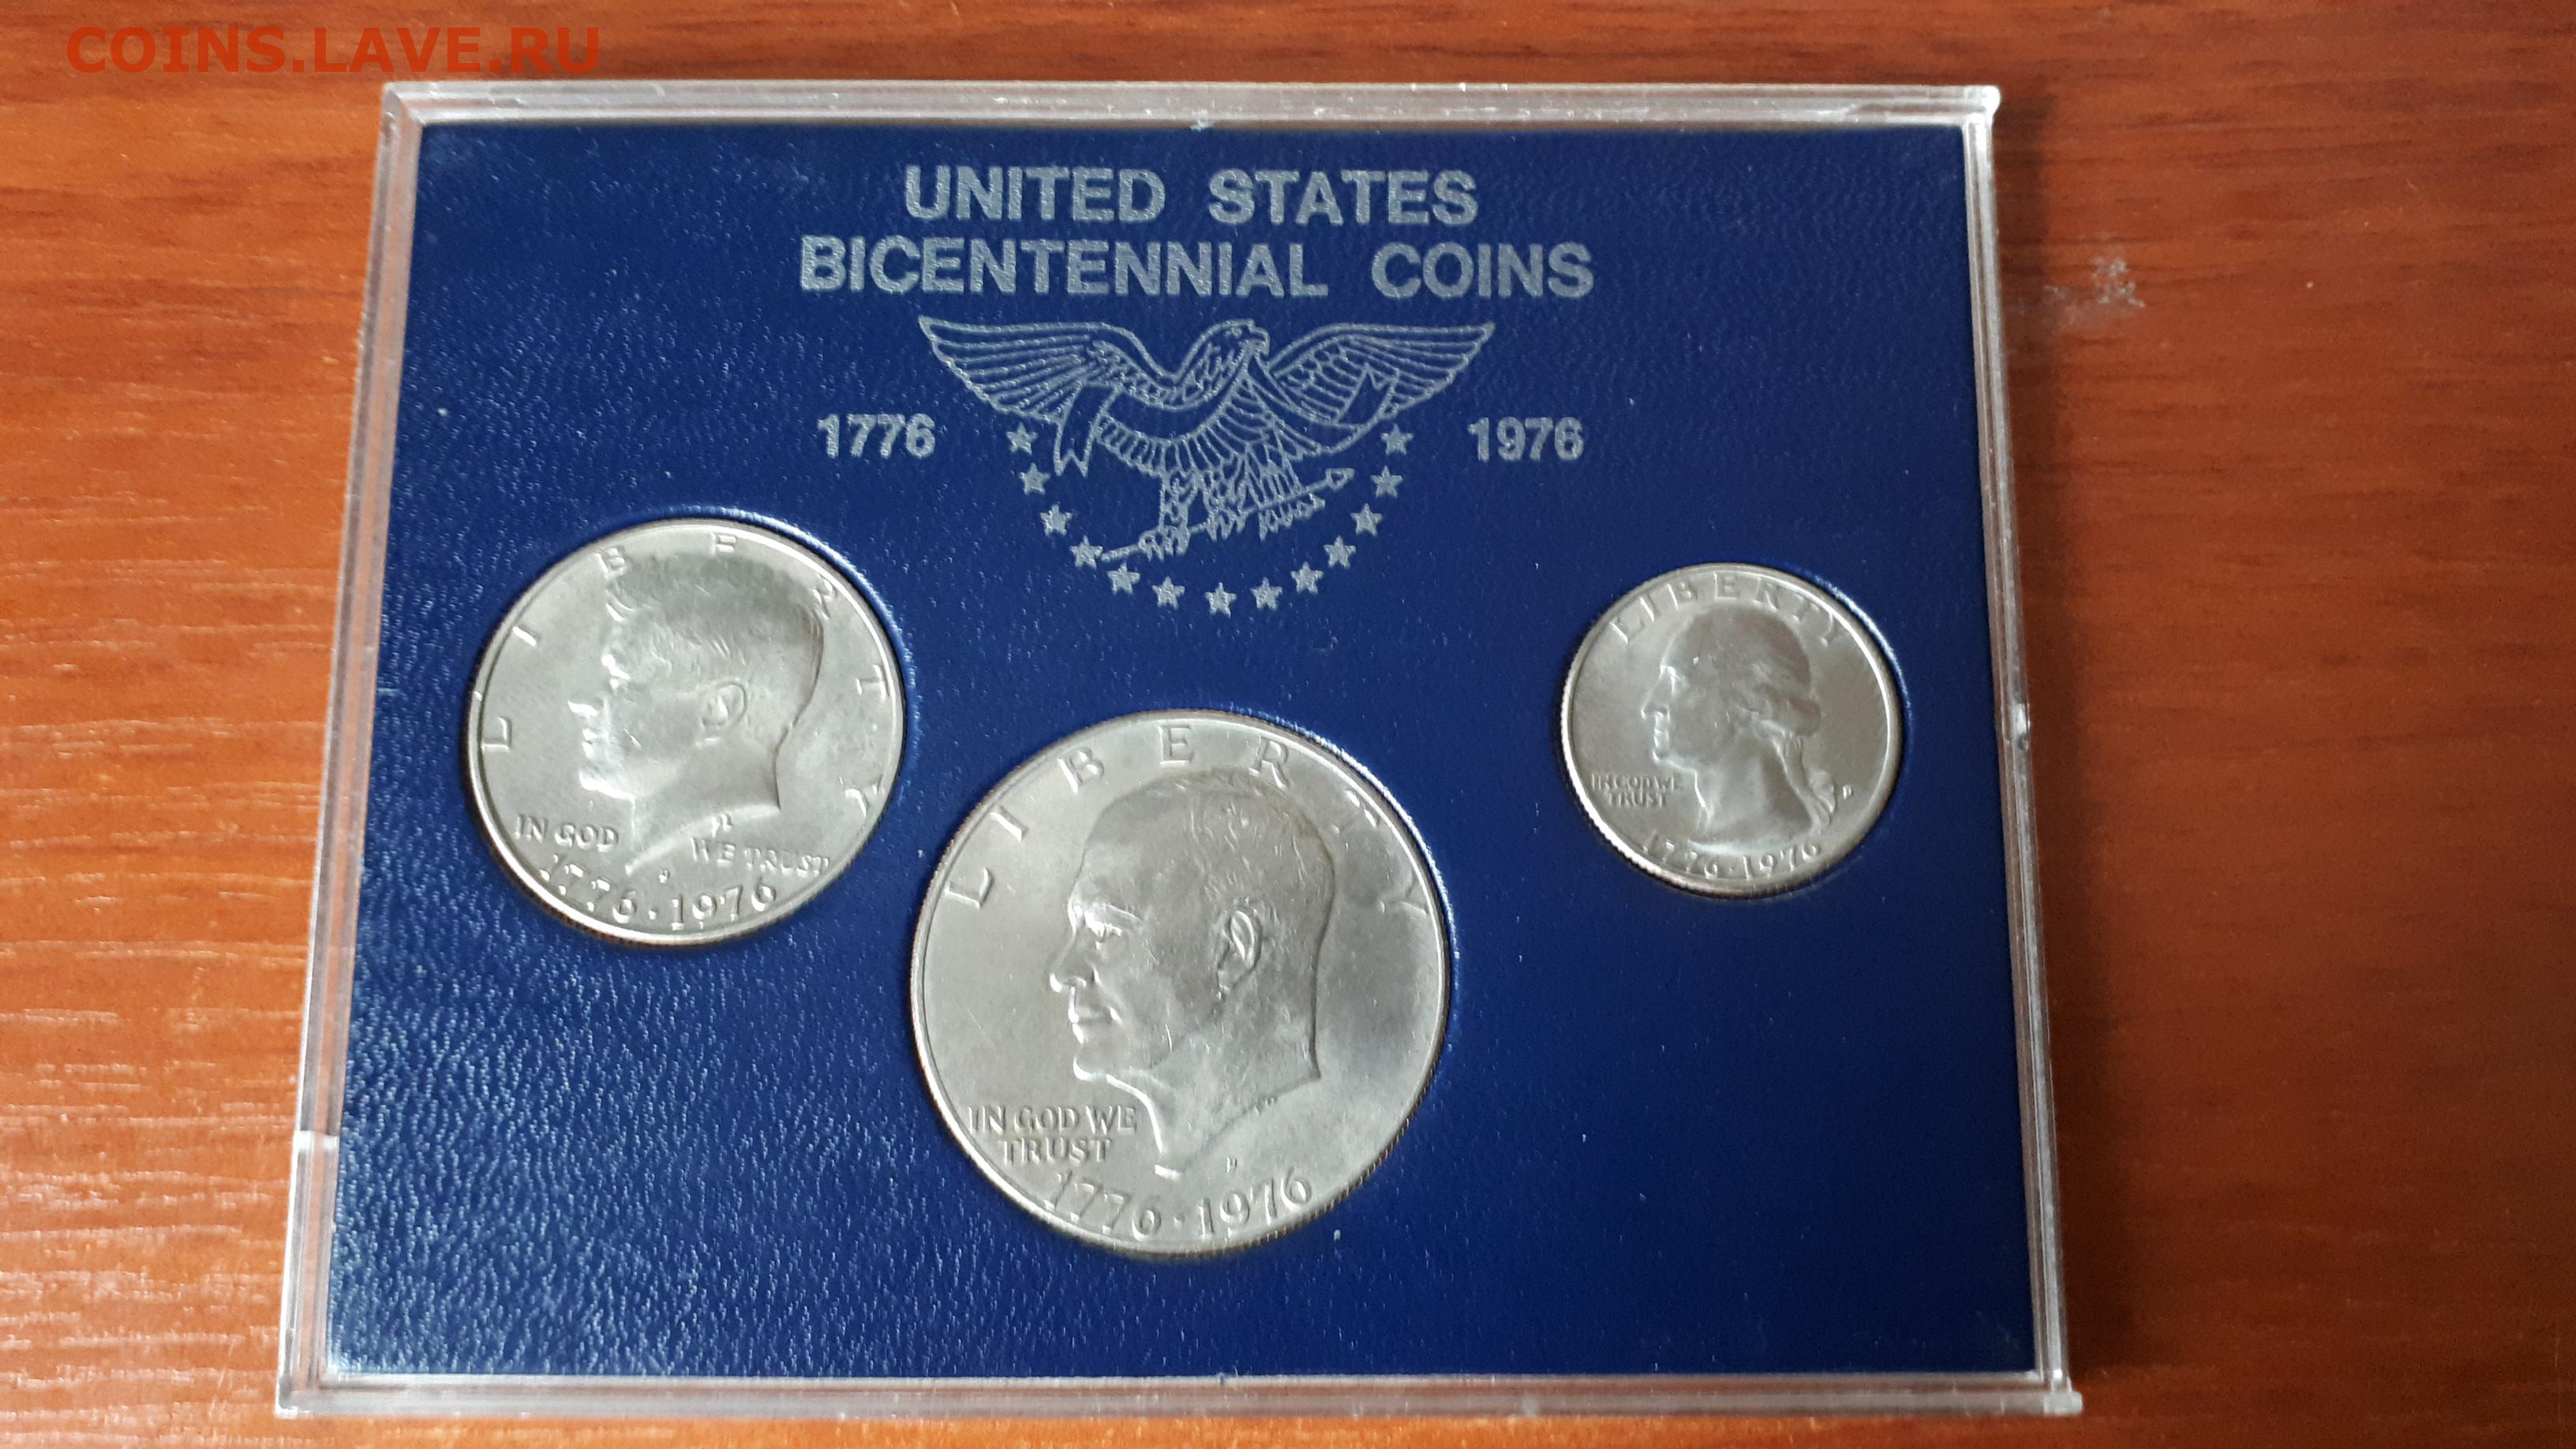 COINS.LAVE.RU
UNITED STATES
BICENTENNIAL COINS
1776 1976
LIBERTY
IN GOD WE TRUST
1776·1976
LIBERTY
IN GOD WE
TRUST
1776·1976
LIBERTY
IN GOD WE
TRUST
D
1776·1976